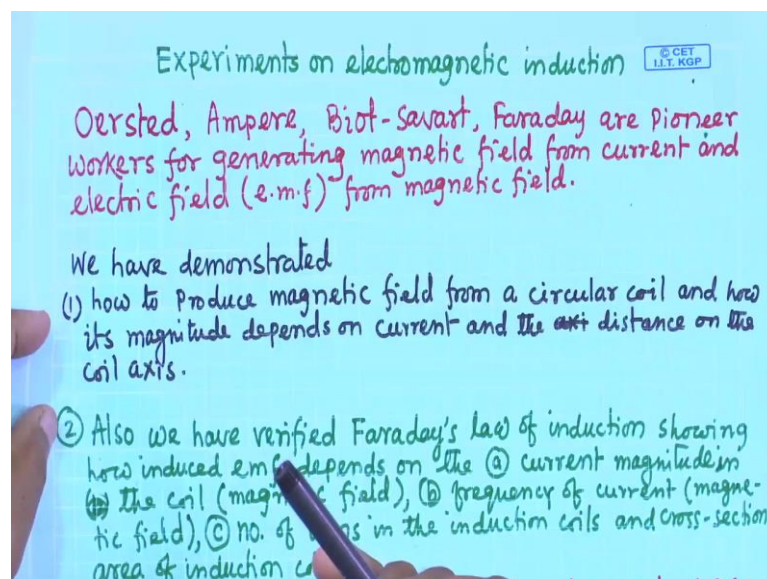 Experiments on electromagnetic induction
© CET
I.I.T. KGP
Oersted, Ampere, Biot-Savart, Faraday are Pioneer
workers for generating magnetic field from current and
electric field (e.m.f) from magnetic field.
We have demonstrated
(1) how to produce magnetic field from a circular coil and how
its magnitude depends on current and the distance on the
coil axis.
(2) Also we have verified Faraday's law of induction showing
how induced emf depends on the (a) current magnitude in
the coil (magnetic field), (b) frequency of current (magne-
tic field), (c) no. of in the induction coils and cross-section
area of induction